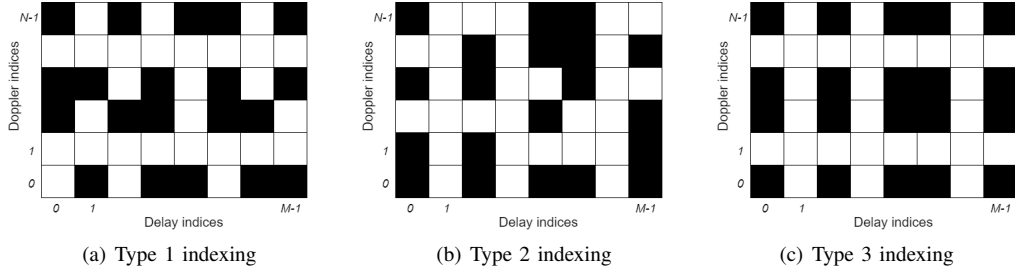 N-1
Doppler indices
1
0
0 1 M-1
Delay indices
(a) Type 1 indexing
N-1
Doppler indices
1
0
0 1 M-1
Delay indices
(b) Type 2 indexing
N-1
Doppler indices
1
0
0 1 M-1
Delay indices
(c) Type 3 indexing